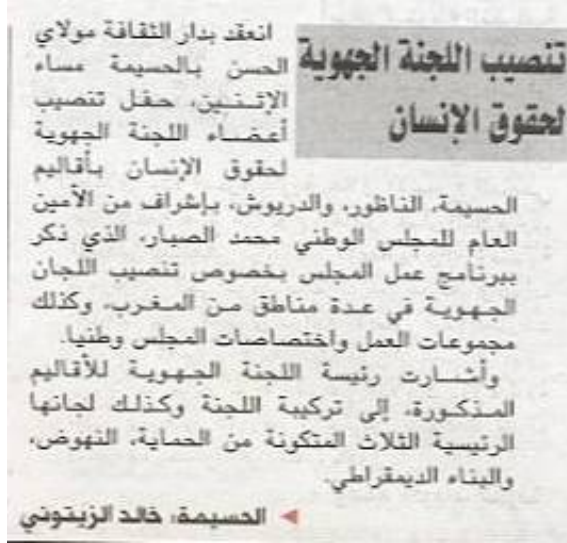 تنصيب اللجنة الجهوية
لحقوق الإنسان
انعقد بدار الثقافة مولاي
الحسن بالحسيمة مساء
الإثنين، حفل تنصيب
أعضاء اللجنة الجهوية
لحقوق الإنسان بأقاليم
الحسيمة، الناظور، والدريوش، بإشراف من الأمين
العام للمجلس الوطني محمد الصبار، الذي ذكر
ببرنامج عمل المجلس بخصوص تنصيب اللجان
الجهوية في عدة مناطق من المغرب، وكذلك
مجموعات العمل واختصاصات المجلس وطنيا.
وأشارت رئيسة اللجنة الجهوية للأقاليم
المذكورة، إلى تركيبة اللجنة وكذلك لجانها
الرئيسية الثلاث المتكونة من الحماية، النهوض،
والبناء الديمقراطي.
الحسيمة: خالد الزيتوني